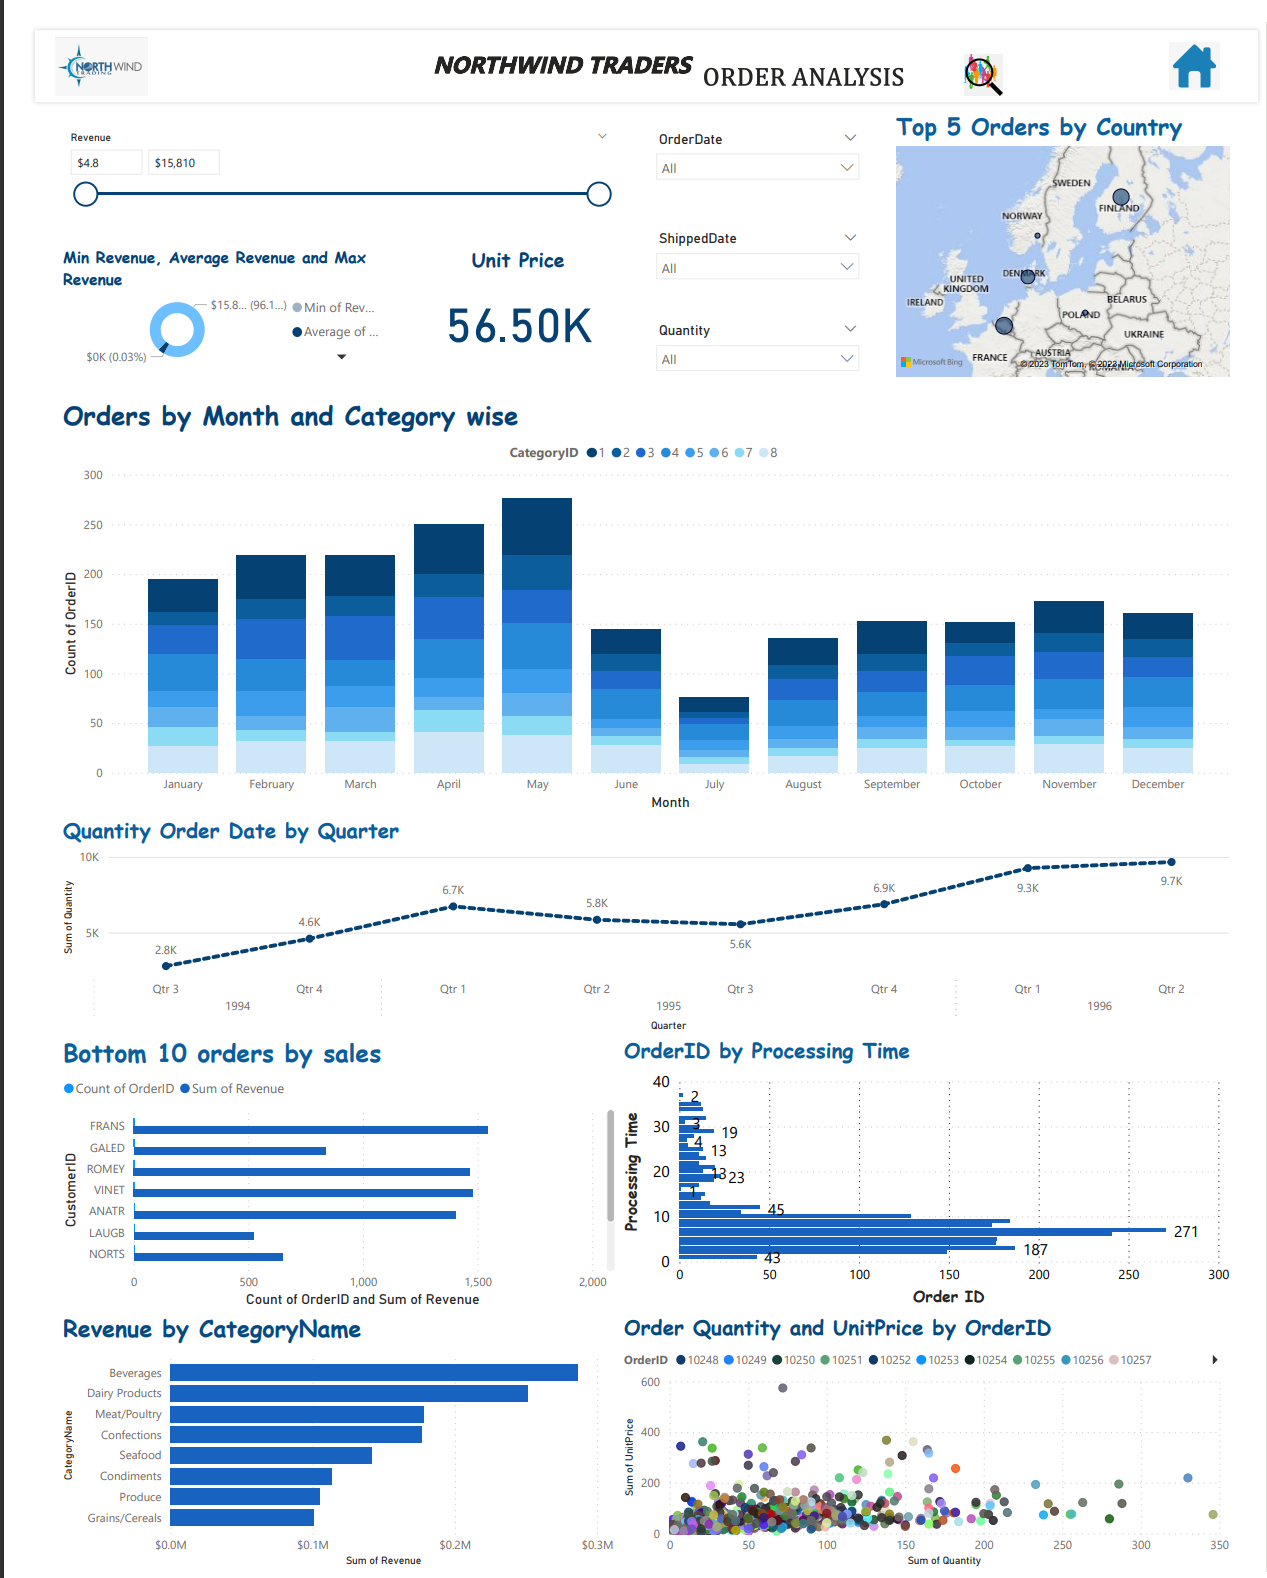 NORTHWIND
TRADING
NORTHWIND TRADERS ORDER ANALYSIS
Revenue
$4.8 $15,810
OrderDate
All
ShippedDate
All
Quantity
All
Top 5 Orders by Country
SWEDEN
FINLAND
NORWAY
DENMARK
UNITED
KINGDOM
IRELAND
BELARUS
POLAND
UKRAINE
FRANCE
AUSTRIA
ROMANIA
Microsoft Bing
© 2023 TomTom, © 2023 Microsoft Corporation
Min Revenue, Average Revenue and Max
Revenue
$15.8... (96.1...)
$0K (0.03%)
Min of Rev...
Average of ...
Unit Price
56.50K
Orders by Month and Category wise
CategoryID 1 2 3 4 5 6 7 8
Count of OrderID
300
250
200
150
100
50
0
January February March April May June July August September October November December
Month
Quantity Order Date by Quarter
Sum of Quantity
10K
5K
2.8K 4.6K 6.7K 5.8K 5.6K 6.9K 9.3K 9.7K
Qtr 3 Qtr 4 Qtr 1 Qtr 2 Qtr 3 Qtr 4 Qtr 1 Qtr 2
1994 1995 1996
Quarter
Bottom 10 orders by sales
Count of OrderID Sum of Revenue
CustomerID
FRANS
GALED
ROMEY
VINET
ANATR
LAUGB
NORTS
0 500 1,000 1,500 2,000
Count of OrderID and Sum of Revenue
OrderID by Processing Time
Processing Time
40
30
20
10
0
2
3
19
4
13
13
23
1
45
271
187
43
0 50 100 150 200 250 300
Order ID
Revenue by CategoryName
CategoryName
Beverages
Dairy Products
Meat/Poultry
Confections
Seafood
Condiments
Produce
Grains/Cereals
$0.0M $0.1M $0.2M $0.3M
Sum of Revenue
Order Quantity and UnitPrice by OrderID
OrderID 10248 10249 10250 10251 10252 10253 10254 10255 10256 10257
Sum of UnitPrice
600
400
200
0
0 50 100 150 200 250 300 350
Sum of Quantity